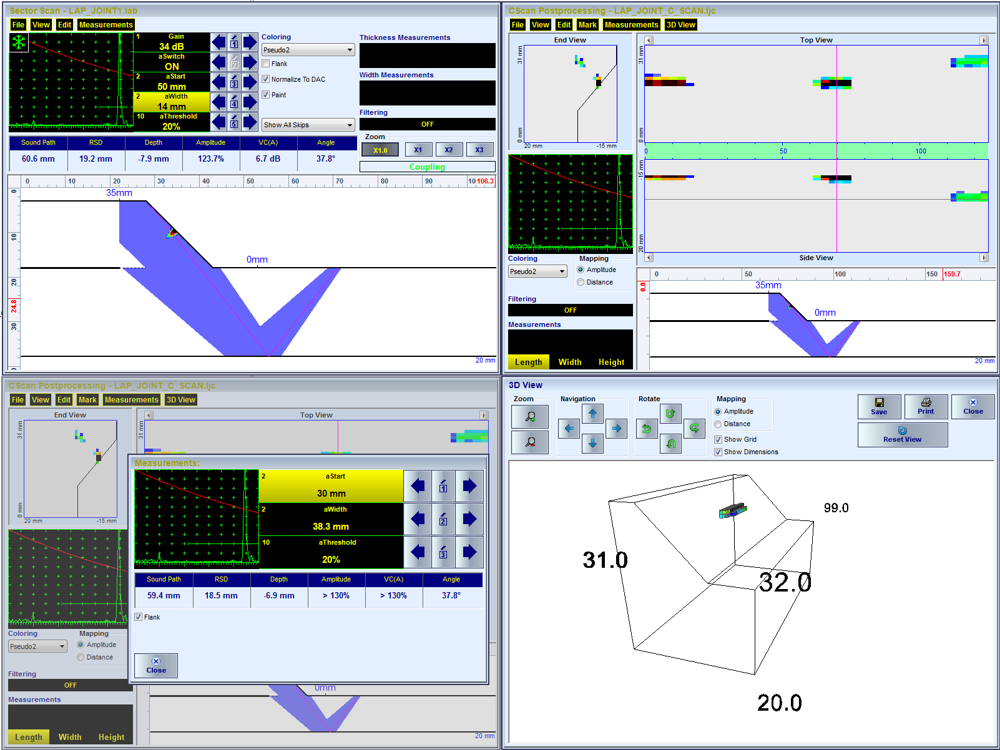 Sector Scan - LAP_JOINT1.lab
File View Edit Measurements
1 Gain
34 dB
aSwitch
ON
2 aStart
50 mm
2 aWidth
14 mm
10 aThreshold
20%
1
2
3
4
5
Coloring
Pseudo2
Flank
Normalize To DAC
Paint
Show All Skips
Thickness Measurements
Width Measurements
Filtering
OFF
Zoom
X1.0 X1 X2 X3
Coupling
Sound Path RSD Depth Amplitude VC(A) Angle
60.6 mm 19.2 mm -7.9 mm 123.7% 6.7 dB 37.8°
0 10 20 30 40 50 60 70 80 90 10 106.3
0
10
20
24.8
30
35mm
0mm
20 mm
CScan Postprocessing - LAP_JOINT_C_SCAN.ljc
File View Edit Mark Measurements 3D View
End View
31 mm
0 mm
20 mm -15 mm
Top View
31 mm
0 mm
0 50 100
-15 mm
20 mm
Side View
Coloring
Pseudo2
Mapping
Amplitude
Distance
Filtering
OFF
Measurements
Length Width Height
0 50 100 150 159.7
0.0
35mm
0mm
20 mm
CScan Postprocessing - LAP_JOINT_C_SCAN.ljc
File View Edit Mark Measurements 3D View
End View
31 mm
0 mm
20 mm -15 mm
Top View
31 mm
Coloring
Pseudo2
Mapping
Amplitude
Distance
Filtering
OFF
Measurements
Length Width Height
0mm
20 mm
Measurements:
2 aStart
30 mm
2 aWidth
38.3 mm
10 aThreshold
20%
1
2
3
Sound Path RSD Depth Amplitude VC(A) Angle
59.4 mm 18.5 mm -6.9 mm > 130% > 130% 37.8°
Flank
Close
3D View
Zoom
Navigation
Rotate
Mapping
Amplitude
Distance
Show Grid
Show Dimensions
Save Print Close
Reset View
99.0
31.0
32.0
20.0